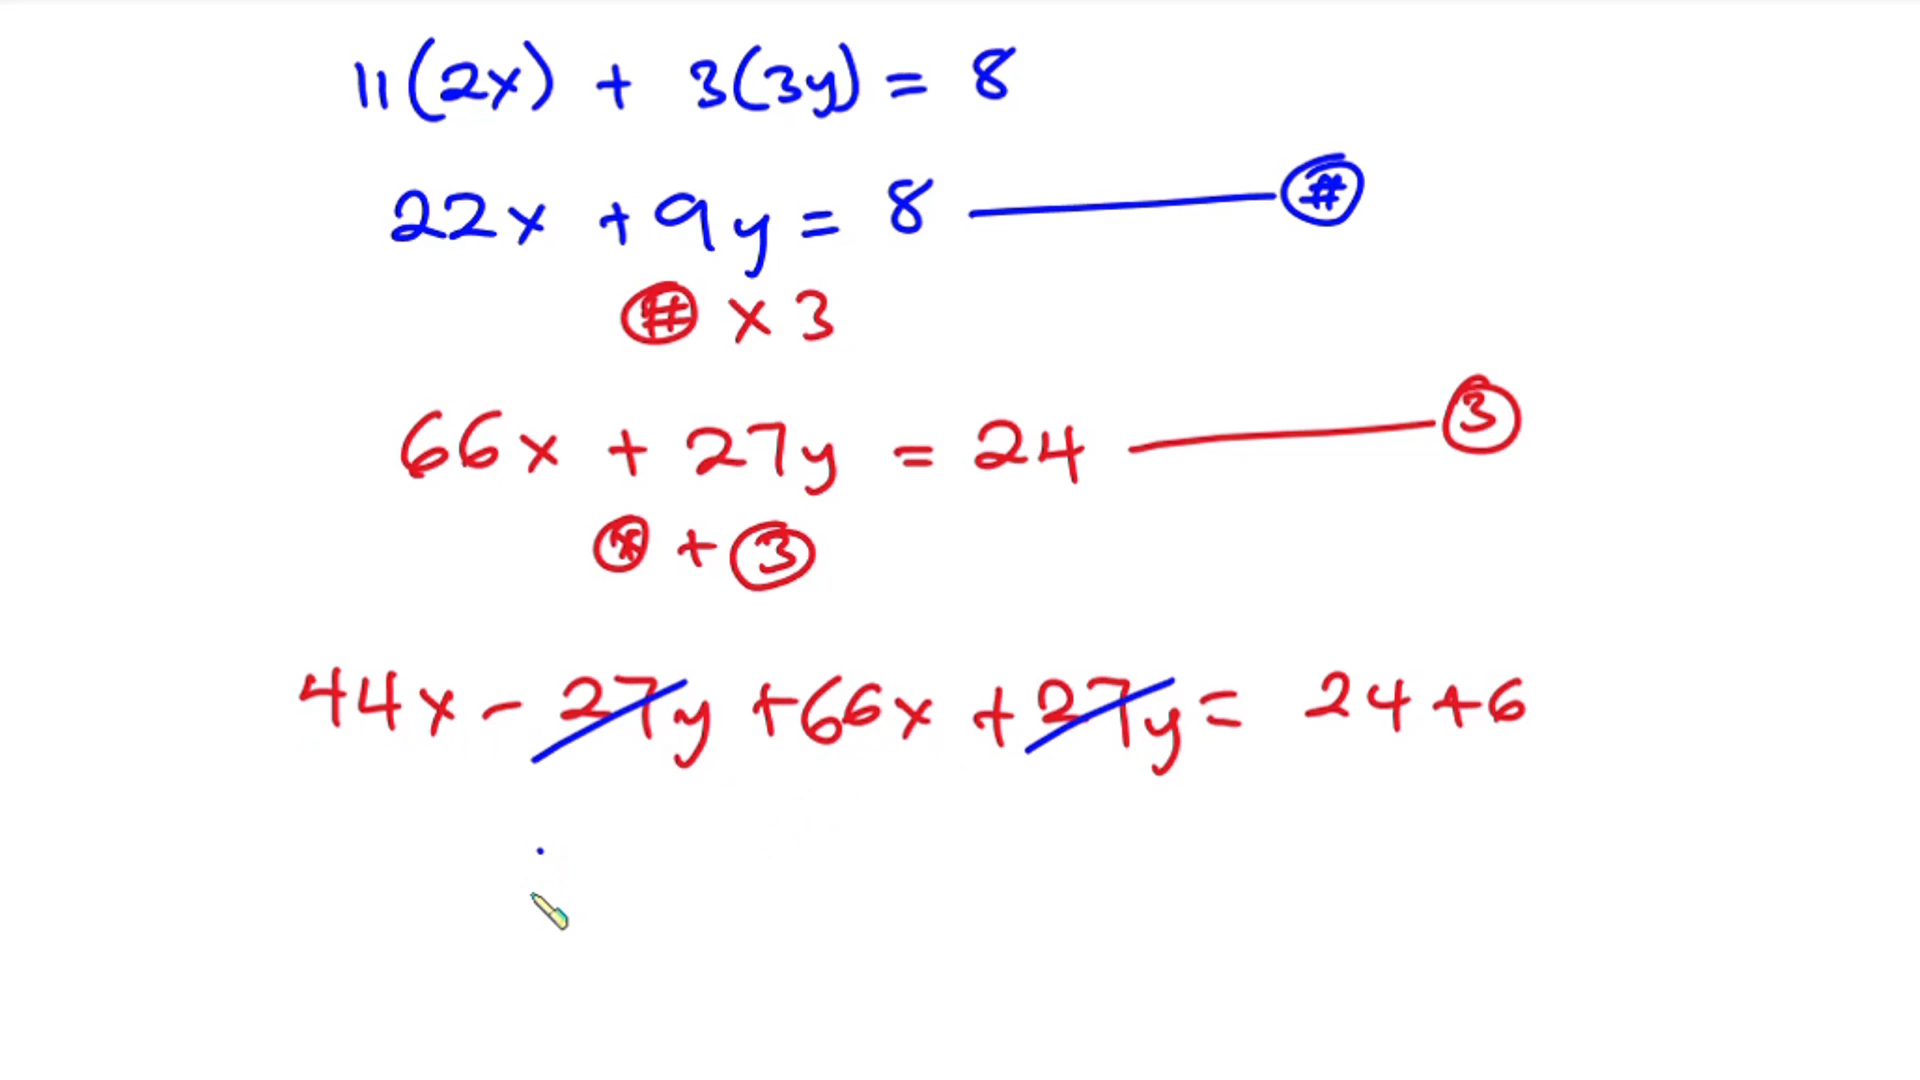 11(2x) + 3(3y) = 8
22x + 9y = 8 —— #
# x 3
66x + 27y = 24 —— 3
* + 3
44x - 27y + 66x + 27y = 24 + 6